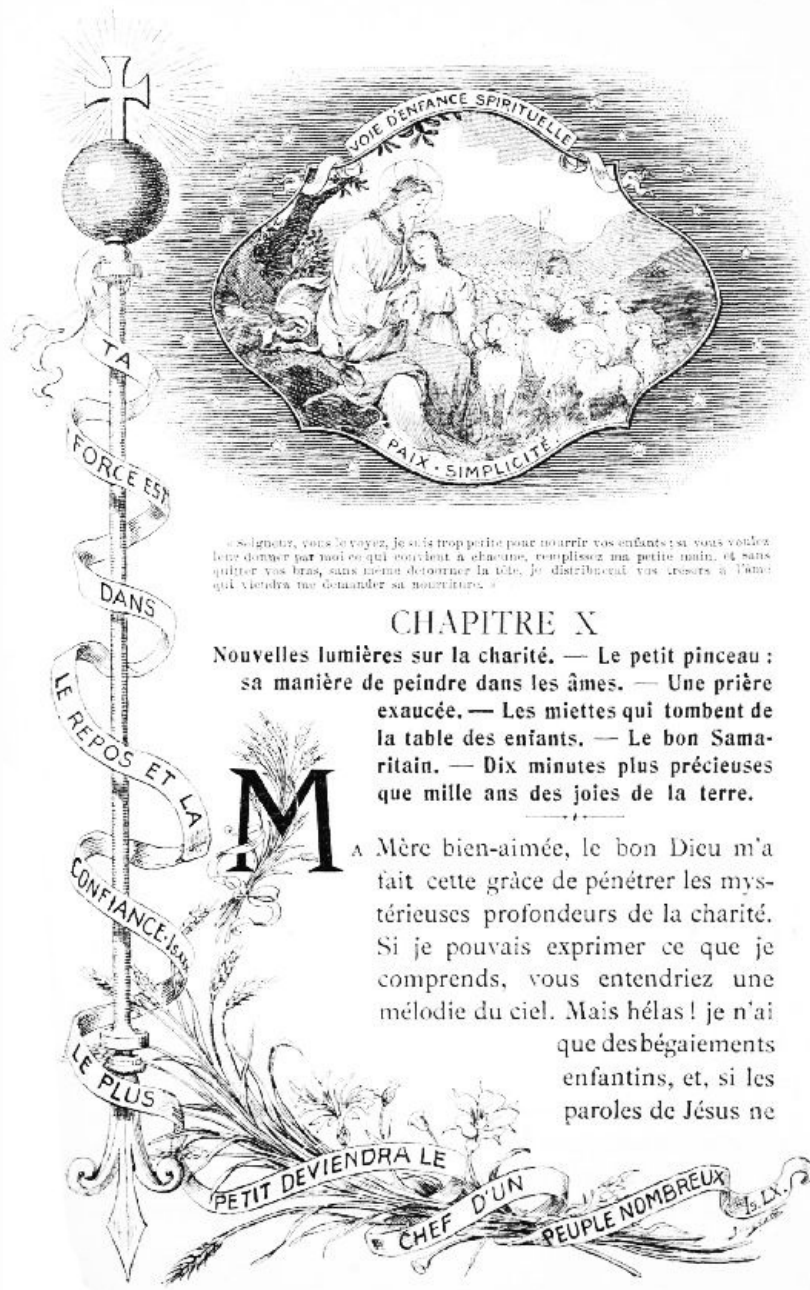 VOIE D'ENFANCE SPIRITUELLE
PAIX · SIMPLICITÉ
TA
FORCE EST
DANS
LE REPOS ET LA
CONFIANCE. Is.
LE PLUS
PETIT DEVIENDRA LE
CHEF D'UN
PEUPLE NOMBREUX
Is. LX.
« Seigneur, vous le voyez, je suis trop petite pour nourrir vos enfants ; si vous voulez
leur donner par moi ce qui convient à chacune, remplissez ma petite main, et sans
quitter vos bras, sans même détourner la tête, je distribuerai vos trésors à l'âme
qui viendra me demander sa nourriture. »
CHAPITRE X
Nouvelles lumières sur la charité. — Le petit pinceau :
sa manière de peindre dans les âmes. — Une prière
exaucée. — Les miettes qui tombent de
la table des enfants. — Le bon Sama-
ritain. — Dix minutes plus précieuses
que mille ans des joies de la terre.
MA Mère bien-aimée, le bon Dieu m'a
fait cette grâce de pénétrer les mys-
térieuses profondeurs de la charité.
Si je pouvais exprimer ce que je
comprends, vous entendriez une
mélodie du ciel. Mais hélas ! je n'ai
que des bégaiements
enfantins, et, si les
paroles de Jésus ne